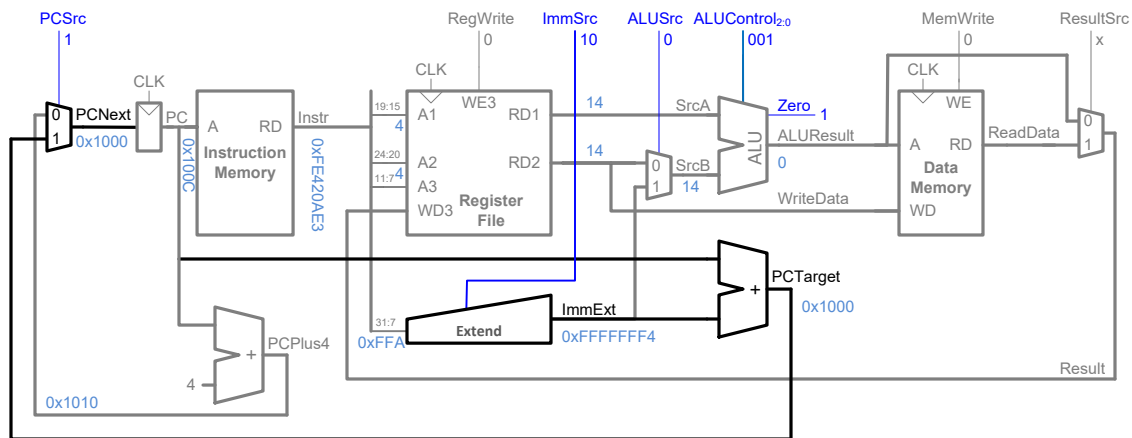 PCSrc
1
RegWrite
0
ImmSrc
10
ALUSrc
0
ALUControl2:0
001
MemWrite
0
ResultSrc
x
CLK
CLK
CLK
0
1
PCNext
0x1000
PC
0x100C
A
RD
Instruction
Memory
Instr
0xFE420AE3
19:15
4
A1
WE3
RD1
14
SrcA
24:20
4
A2
RD2
14
11:7
A3
WD3
Register
File
0
1
SrcB
14
ALU
Zero
1
ALUResult
0
WriteData
WE
A
RD
Data
Memory
WD
ReadData
0
1
31:7
0xFFA
Extend
ImmExt
0xFFFFFFF4
+
PCTarget
0x1000
+
PCPlus4
4
0x1010
Result